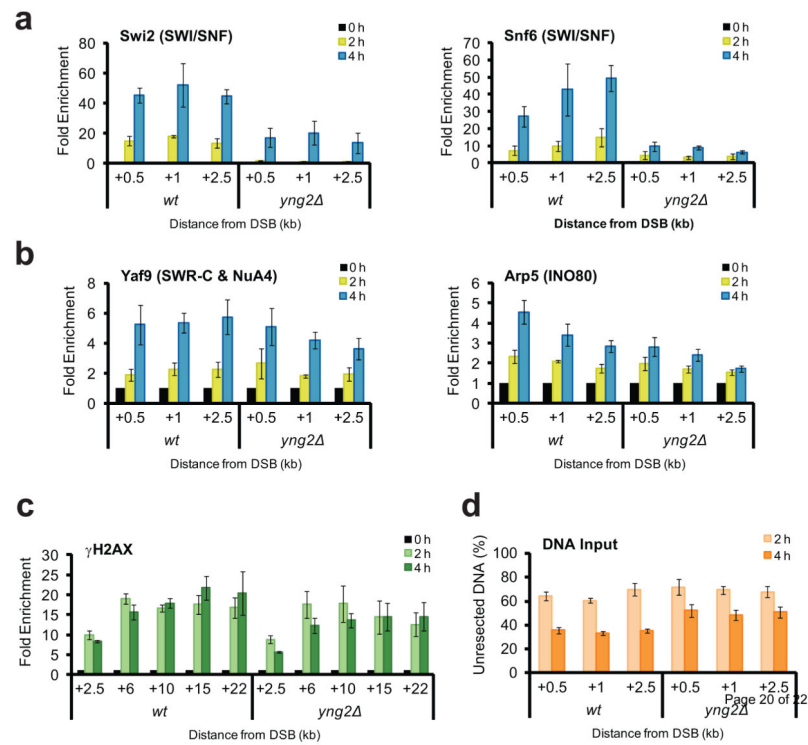 a
Swi2 (SWI/SNF)
0 h
2 h
4 h
Fold Enrichment
80
60
40
20
0
+0.5 +1 +2.5 +0.5 +1 +2.5
wt yng2Δ
Distance from DSB (kb)
Snf6 (SWI/SNF)
0 h
2 h
4 h
Fold Enrichment
60
50
40
30
20
10
0
+0.5 +1 +2.5 +0.5 +1 +2.5
wt yng2Δ
Distance from DSB (kb)
b
Yaf9 (SWR-C & NuA4)
0 h
2 h
4 h
Fold Enrichment
8
6
4
2
0
+0.5 +1 +2.5 +0.5 +1 +2.5
wt yng2Δ
Distance from DSB (kb)
Arp5 (INO80)
0 h
2 h
4 h
Fold Enrichment
6
5
4
3
2
1
0
+0.5 +1 +2.5 +0.5 +1 +2.5
wt yng2Δ
Distance from DSB (kb)
c
γH2AX
0 h
2 h
4 h
Fold Enrichment
30
25
20
15
10
5
0
+2.5 +6 +10 +15 +22 +2.5 +6 +10 +15 +22
wt yng2Δ
Distance from DSB (kb)
d
DNA Input
2 h
4 h
Unresected DNA (%)
100
80
60
40
20
0
+0.5 +1 +2.5 +0.5 +1 +2.5
Page 20 of 22
wt yng2Δ
Distance from DSB (kb)